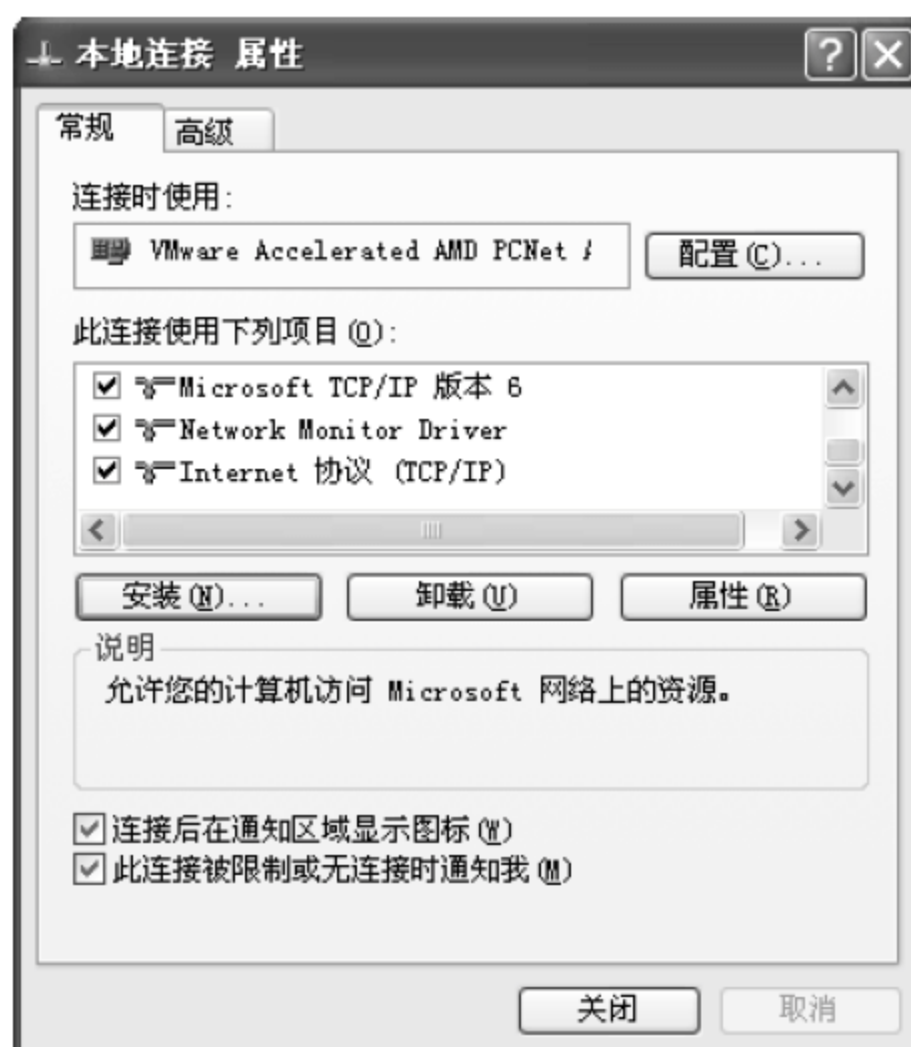 本地连接 属性
常规 高级
连接时使用:
VMware Accelerated AMD PCNet
配置(C)...
此连接使用下列项目(O):
Microsoft TCP/IP 版本 6
Network Monitor Driver
Internet 协议 (TCP/IP)
安装(N)... 卸载(U) 属性(R)
说明
允许您的计算机访问 Microsoft 网络上的资源。
连接后在通知区域显示图标(W)
此连接被限制或无连接时通知我(M)
关闭 取消